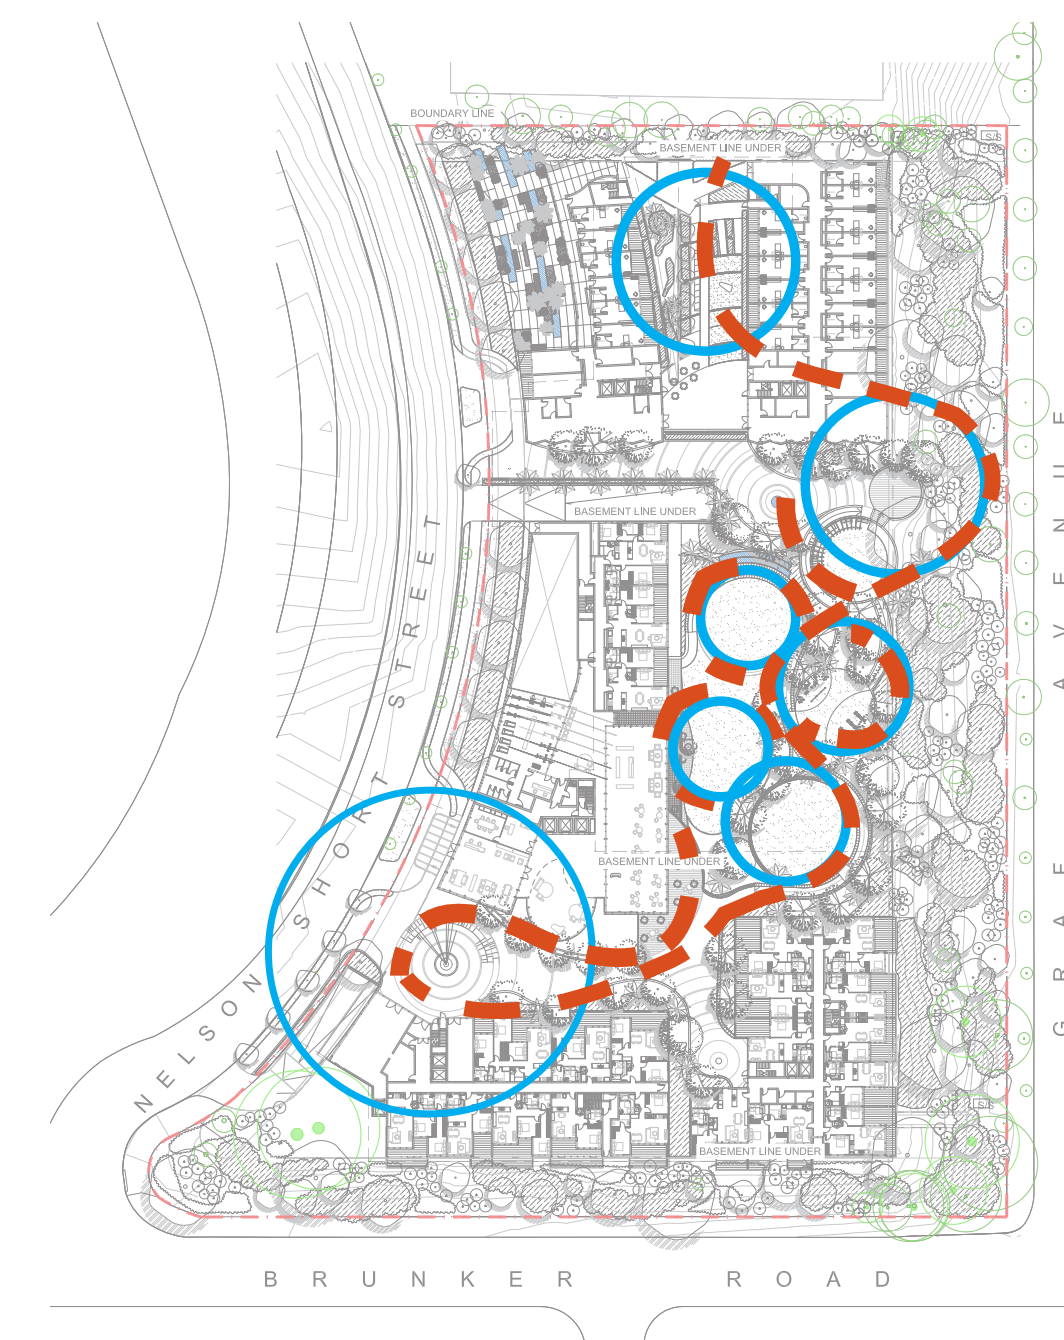 BOUNDARY LINE
S/S
BASEMENT LINE UNDER
BASEMENT LINE UNDER
BASEMENT LINE UNDER
S/S
BASEMENT LINE UNDER
NELSON SHORT STREET
GRAF AVENUE
BRUNKER ROAD